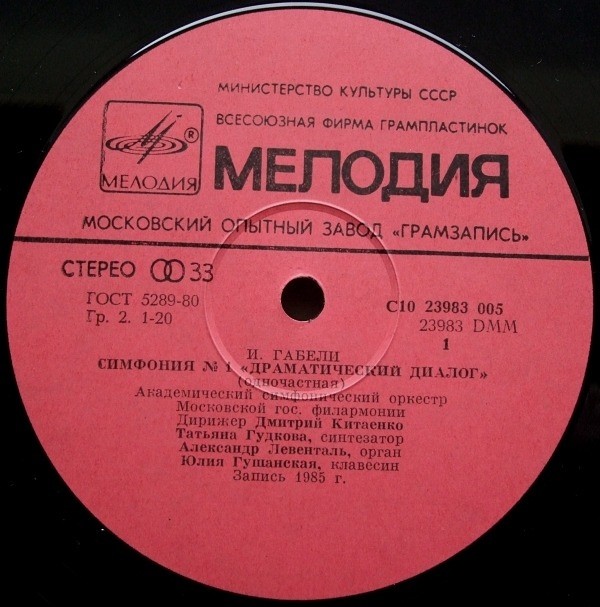 МИНИСТЕРСТВО КУЛЬТУРЫ СССР
ВСЕСОЮЗНАЯ ФИРМА ГРАМПЛАСТИНОК
®
МЕЛОДИЯ
МЕЛОДИЯ
МОСКОВСКИЙ ОПЫТНЫЙ ЗАВОД «ГРАМЗАПИСЬ»
СТЕРЕО 33
ГОСТ 5289-80
Гр. 2. 1-20
С10 23983 005
23983 DMM
1
И. ГАБЕЛИ
СИМФОНИЯ № 1 «ДРАМАТИЧЕСКИЙ ДИАЛОГ»
(одночастная)
Академический симфонический оркестр
Московской гос. филармонии
Дирижер Дмитрий Китаенко
Татьяна Гудкова, синтезатор
Александр Левенталь, орган
Юлия Гушанская, клавесин
Запись 1985 г.